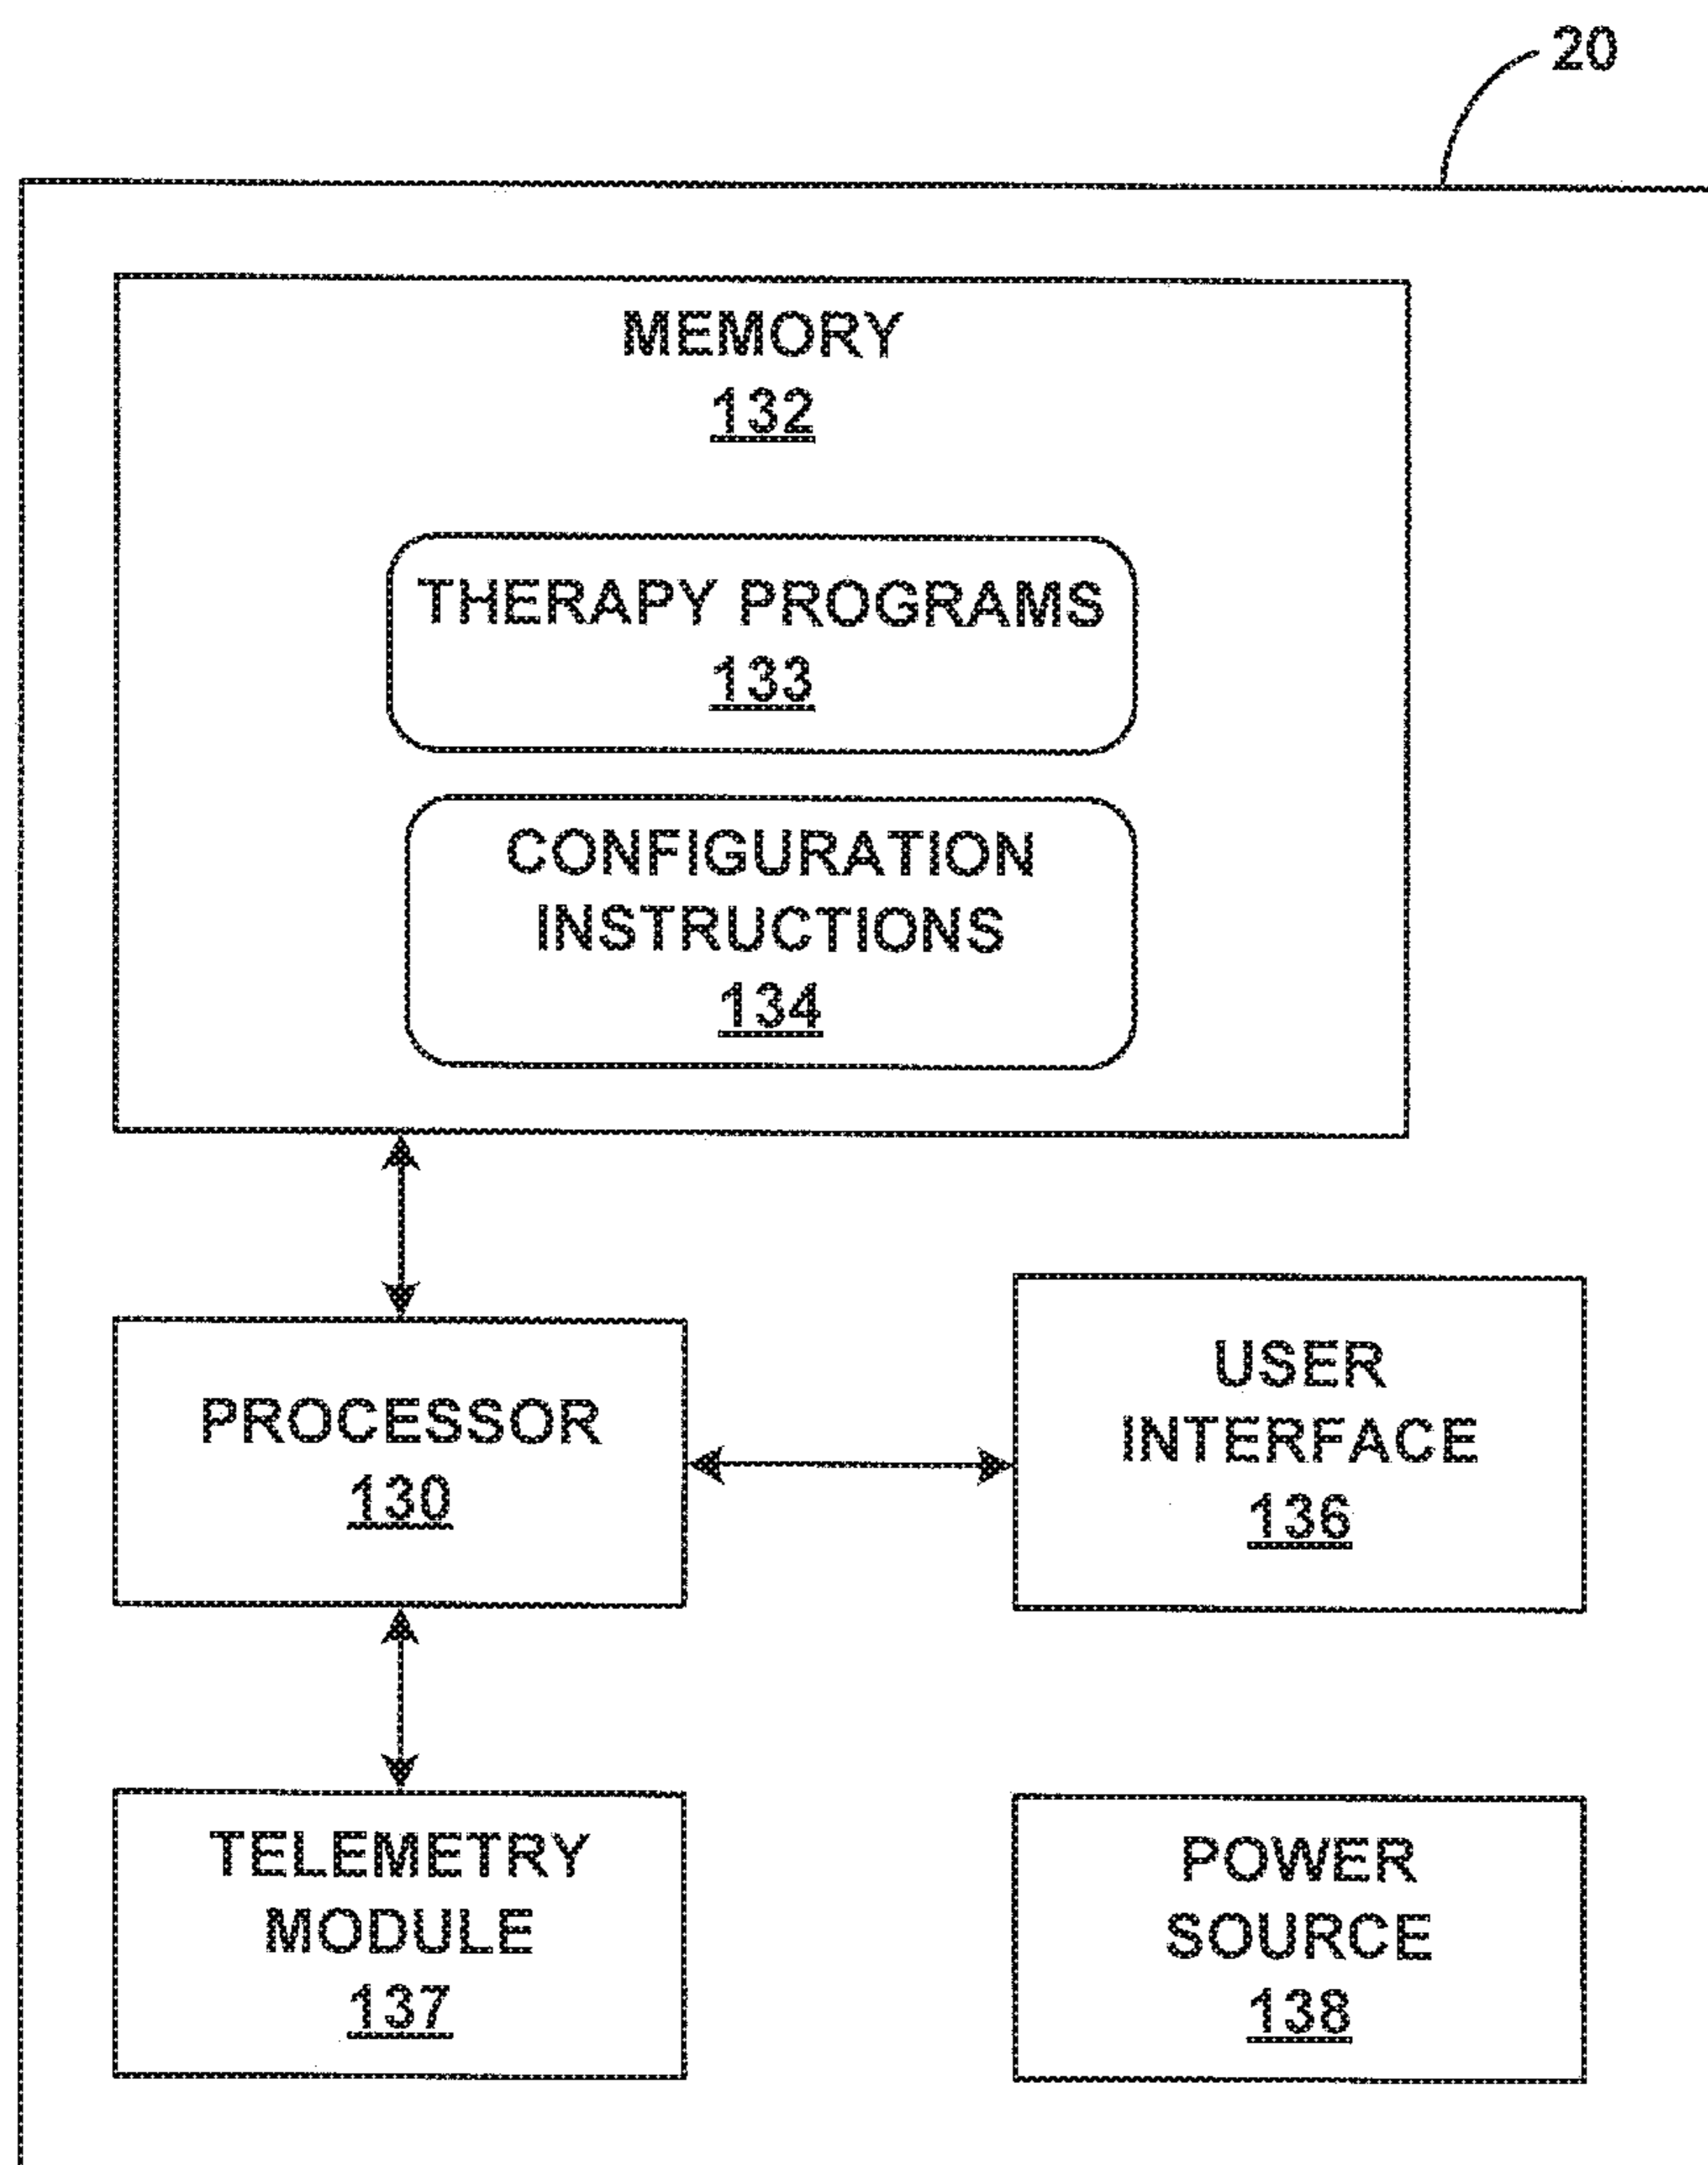 20
MEMORY
132
THERAPY PROGRAMS
133
CONFIGURATION
INSTRUCTIONS
134
PROCESSOR
130
USER
INTERFACE
136
TELEMETRY
MODULE
137
POWER
SOURCE
138